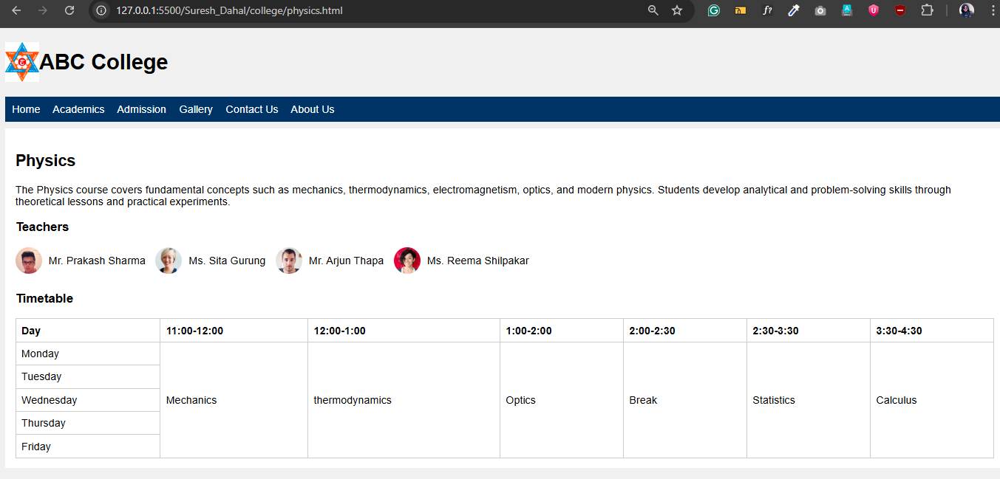 127.0.0.1:5500/Suresh_Dahal/college/physics.html
ABC College
Home Academics Admission Gallery Contact Us About Us
Physics
The Physics course covers fundamental concepts such as mechanics, thermodynamics, electromagnetism, optics, and modern physics. Students develop analytical and problem-solving skills through
theoretical lessons and practical experiments.
Teachers
Mr. Prakash Sharma Ms. Sita Gurung Mr. Arjun Thapa Ms. Reema Shilpakar
Timetable
Day 11:00-12:00 12:00-1:00 1:00-2:00 2:00-2:30 2:30-3:30 3:30-4:30
Monday
Tuesday
Wednesday Mechanics thermodynamics Optics Break Statistics Calculus
Thursday
Friday